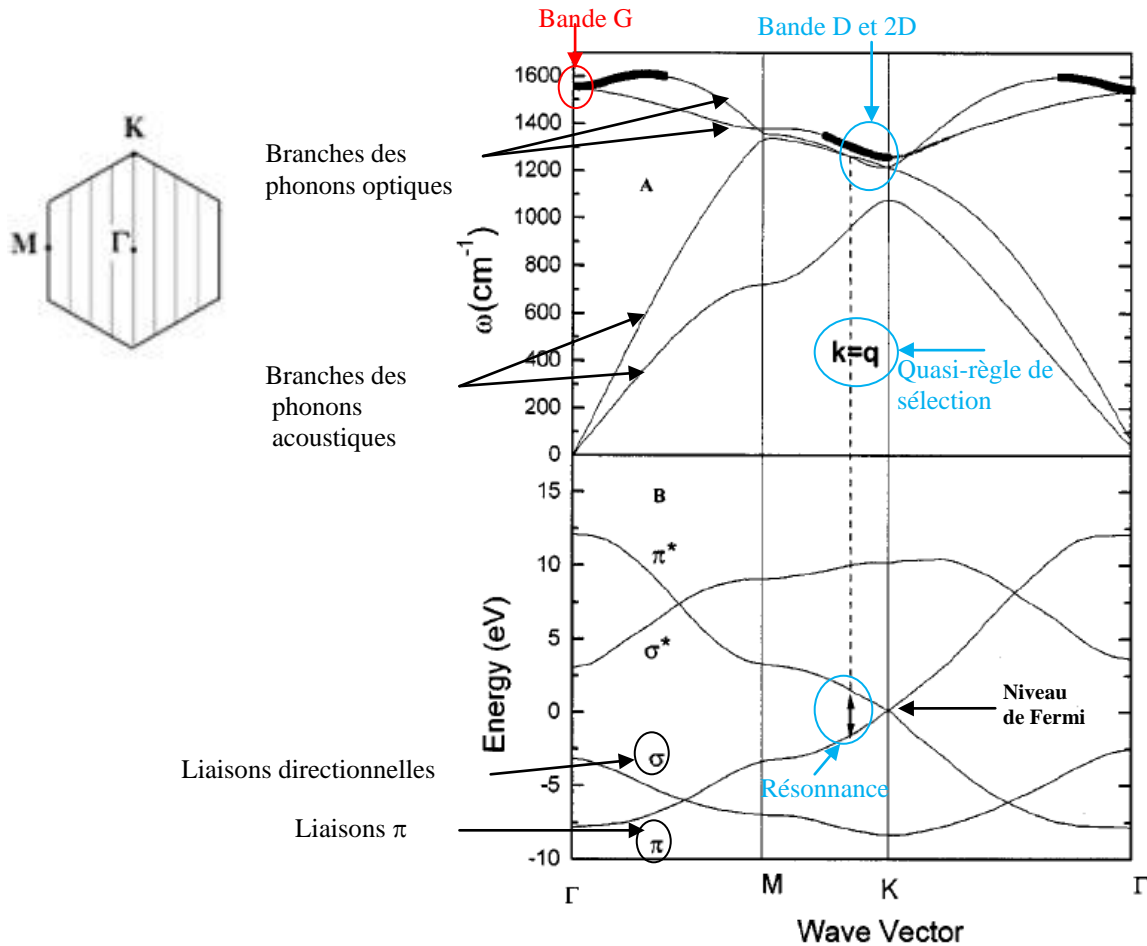 Bande G
Bande D et 2D
K
M
Γ
Branches des
phonons optiques
Branches des
phonons
acoustiques
ω(cm⁻¹)
1600
1400
1200
1000
800
600
400
200
0
A
k=q
Quasi-règle de
sélection
Energy (eV)
15
10
5
0
-5
-10
B
π*
σ*
σ
π
Niveau
de Fermi
Résonnance
Liaisons directionnelles
Liaisons π
Γ
M
K
Γ
Wave Vector